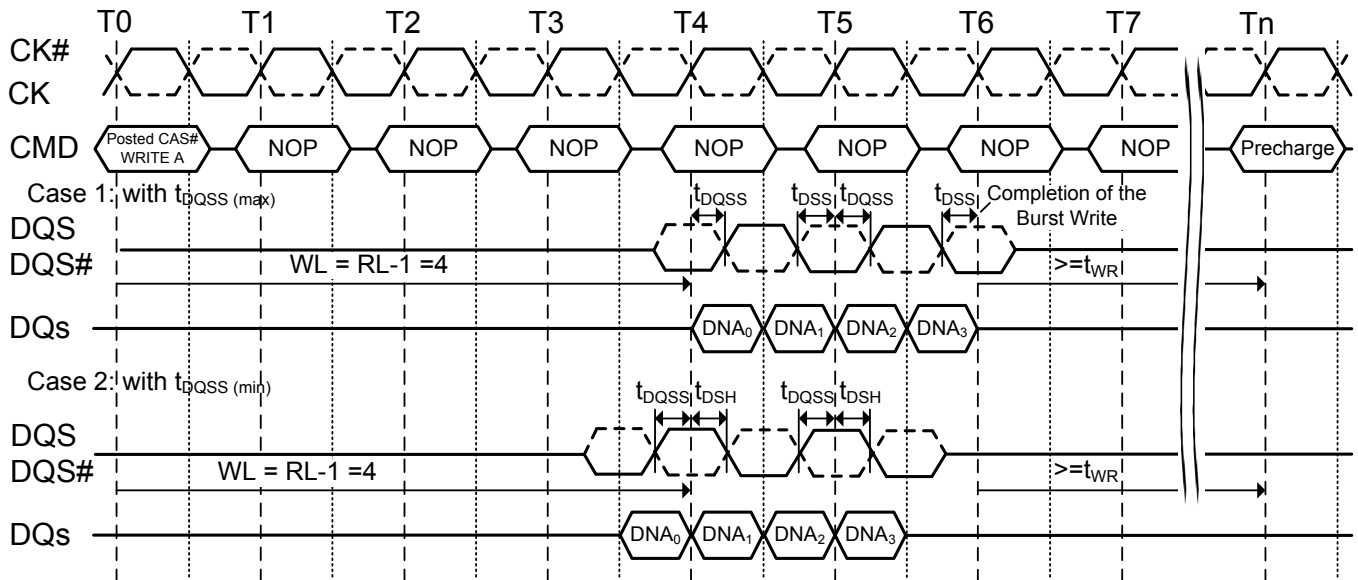 T0 T1 T2 T3 T4 T5 T6 T7 Tn
CK#
CK
CMD Posted CAS# WRITE A NOP NOP NOP NOP NOP NOP NOP Precharge
Case 1: with tDQSS (max)
tDQSS tDSS tDQSS tDSS Completion of the
Burst Write
DQS
DQS#
WL = RL-1 =4
>=tWR
DQs DNA0 DNA1 DNA2 DNA3
Case 2: with tDQSS (min)
tDQSS tDSH tDQSS tDSH
DQS
DQS#
WL = RL-1 =4
>=tWR
DQs DNA0 DNA1 DNA2 DNA3